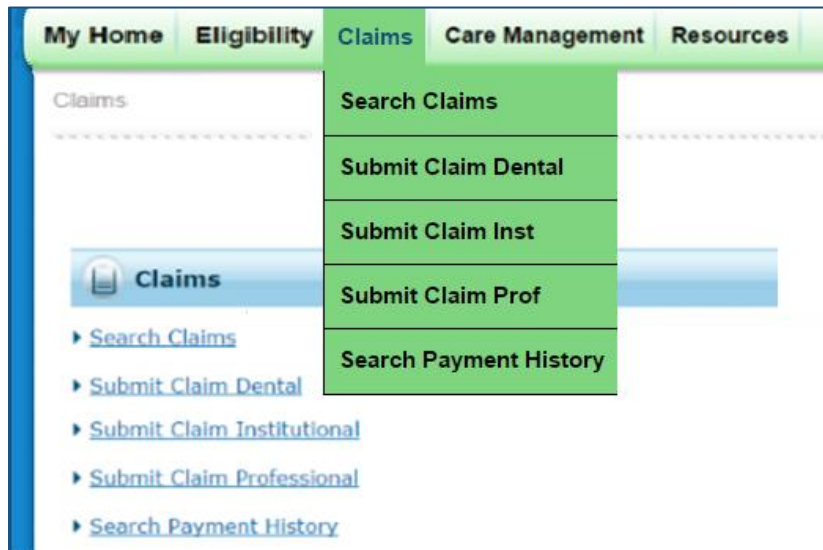 My Home Eligibility Claims Care Management Resources
Claims
Search Claims
Submit Claim Dental
Submit Claim Inst
Submit Claim Prof
Search Payment History
Claims
Search Claims
Submit Claim Dental
Submit Claim Institutional
Submit Claim Professional
Search Payment History